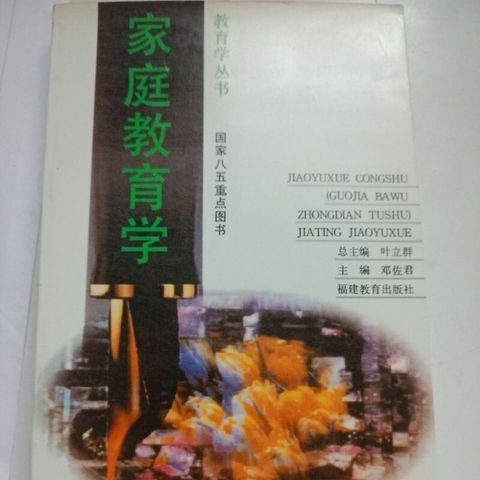 家庭教育学
教育学丛书
国家八五重点图书
JIAOYUXUE CONGSHU
(GUOJIA BAWU
ZHONGDIAN TUSHU)
JIATING JIAOYUXUE
总主编 叶立群
主 编 邓佐君
福建教育出版社